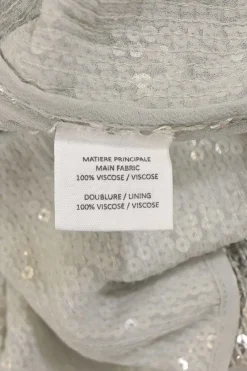 MATIERE PRINCIPALE
MAIN FABRIC
100% VISCOSE / VISCOSE
DOUBLURE / LINING
100% VISCOSE / VISCOSE